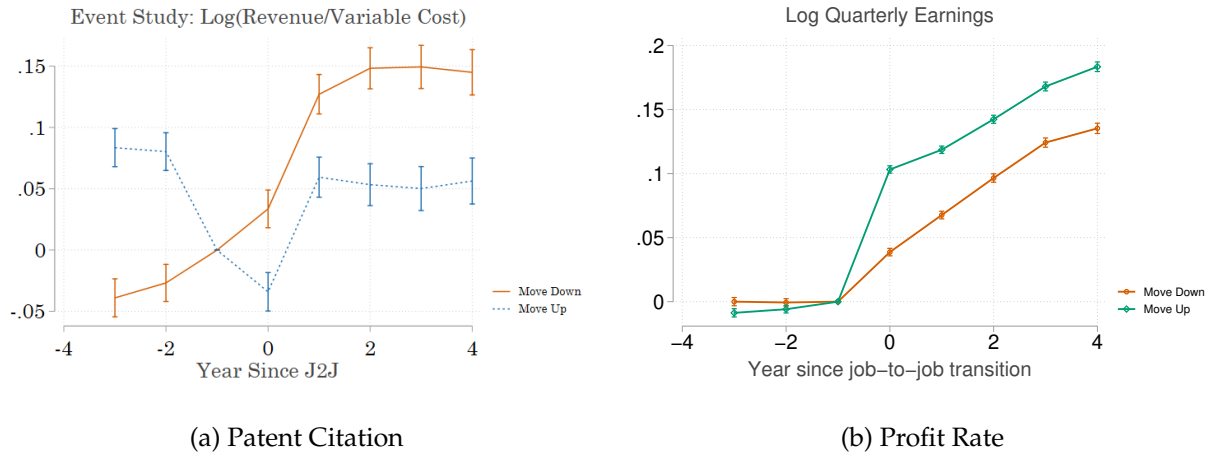 Event Study: Log(Revenue/Variable Cost)
.15
.1
.05
0
-.05
-4
-2
0
2
4
Year Since J2J
Move Down
Move Up
(a) Patent Citation
Log Quarterly Earnings
.2
.15
.1
.05
0
−4
−2
0
2
4
Year since job−to−job transition
Move Down
Move Up
(b) Profit Rate